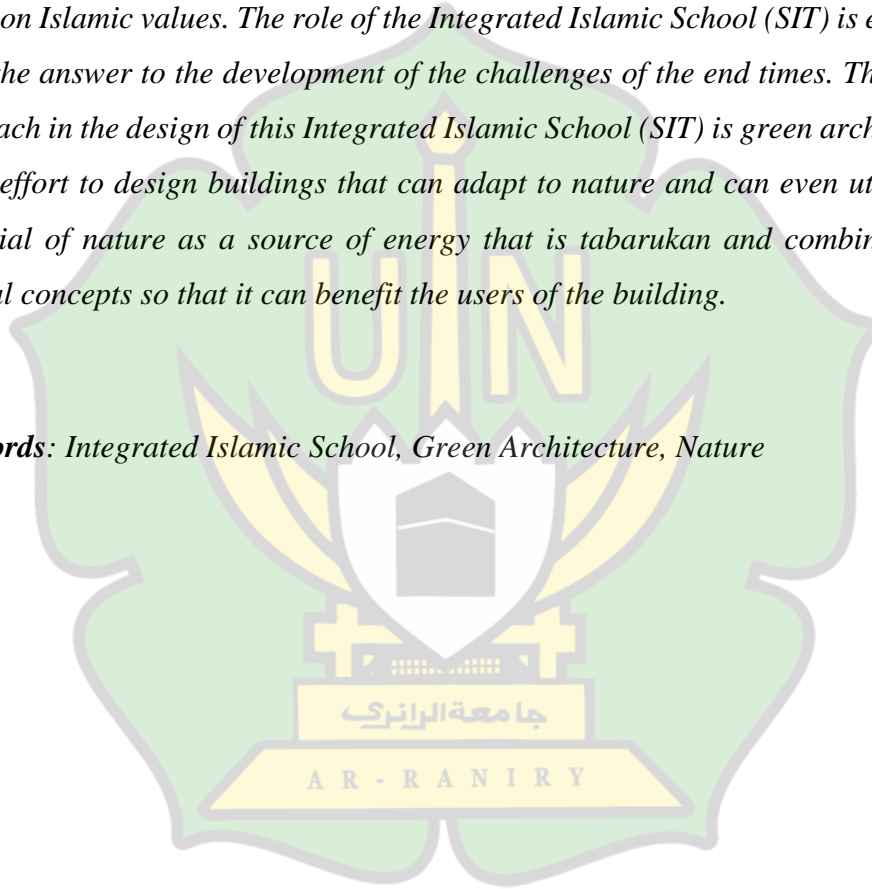 on Islamic values. The role of the Integrated Islamic School (SIT) is e
the answer to the development of the challenges of the end times. Th
ach in the design of this Integrated Islamic School (SIT) is green arch
effort to design buildings that can adapt to nature and can even ut
ial of nature as a source of energy that is tabarukan and combin
l concepts so that it can benefit the users of the building.
UIN
ords: Integrated Islamic School, Green Architecture, Nature
جامعة الرانري
AR-RANIRY